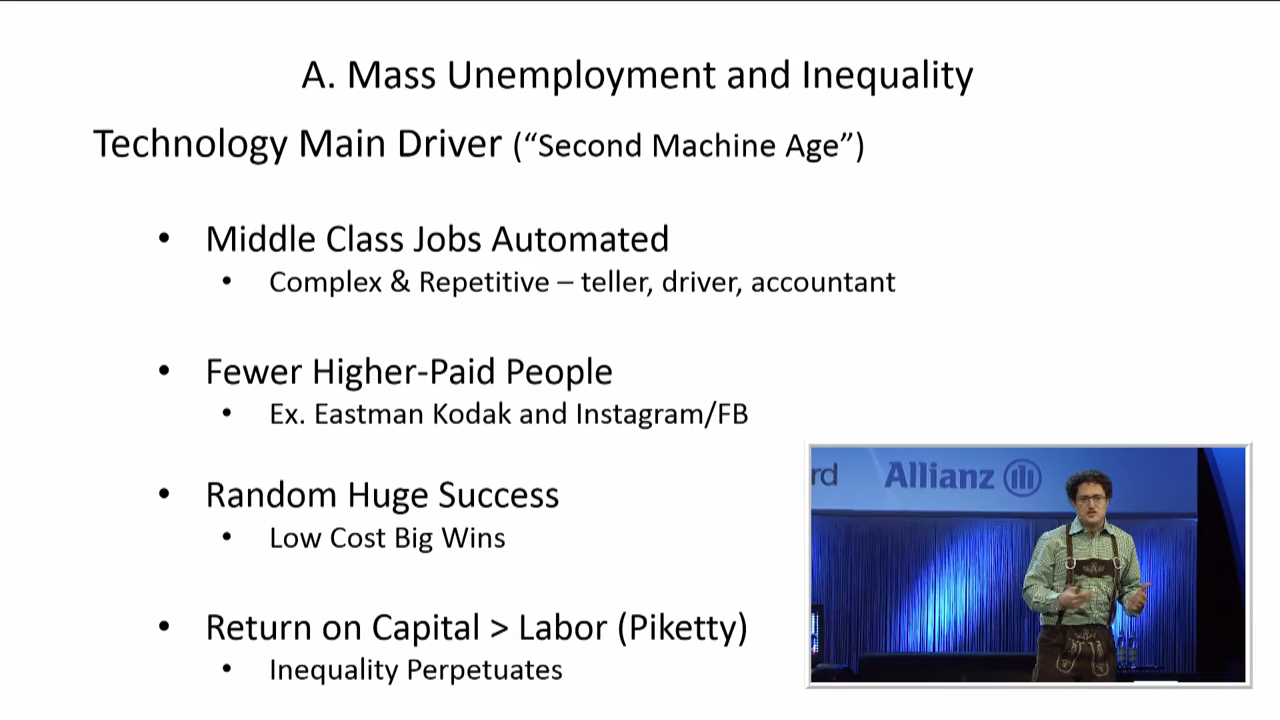 A. Mass Unemployment and Inequality
Technology Main Driver (“Second Machine Age”)
• Middle Class Jobs Automated
• Complex & Repetitive – teller, driver, accountant
• Fewer Higher-Paid People
• Ex. Eastman Kodak and Instagram/FB
• Random Huge Success
• Low Cost Big Wins
• Return on Capital > Labor (Piketty)
• Inequality Perpetuates
rd Allianz